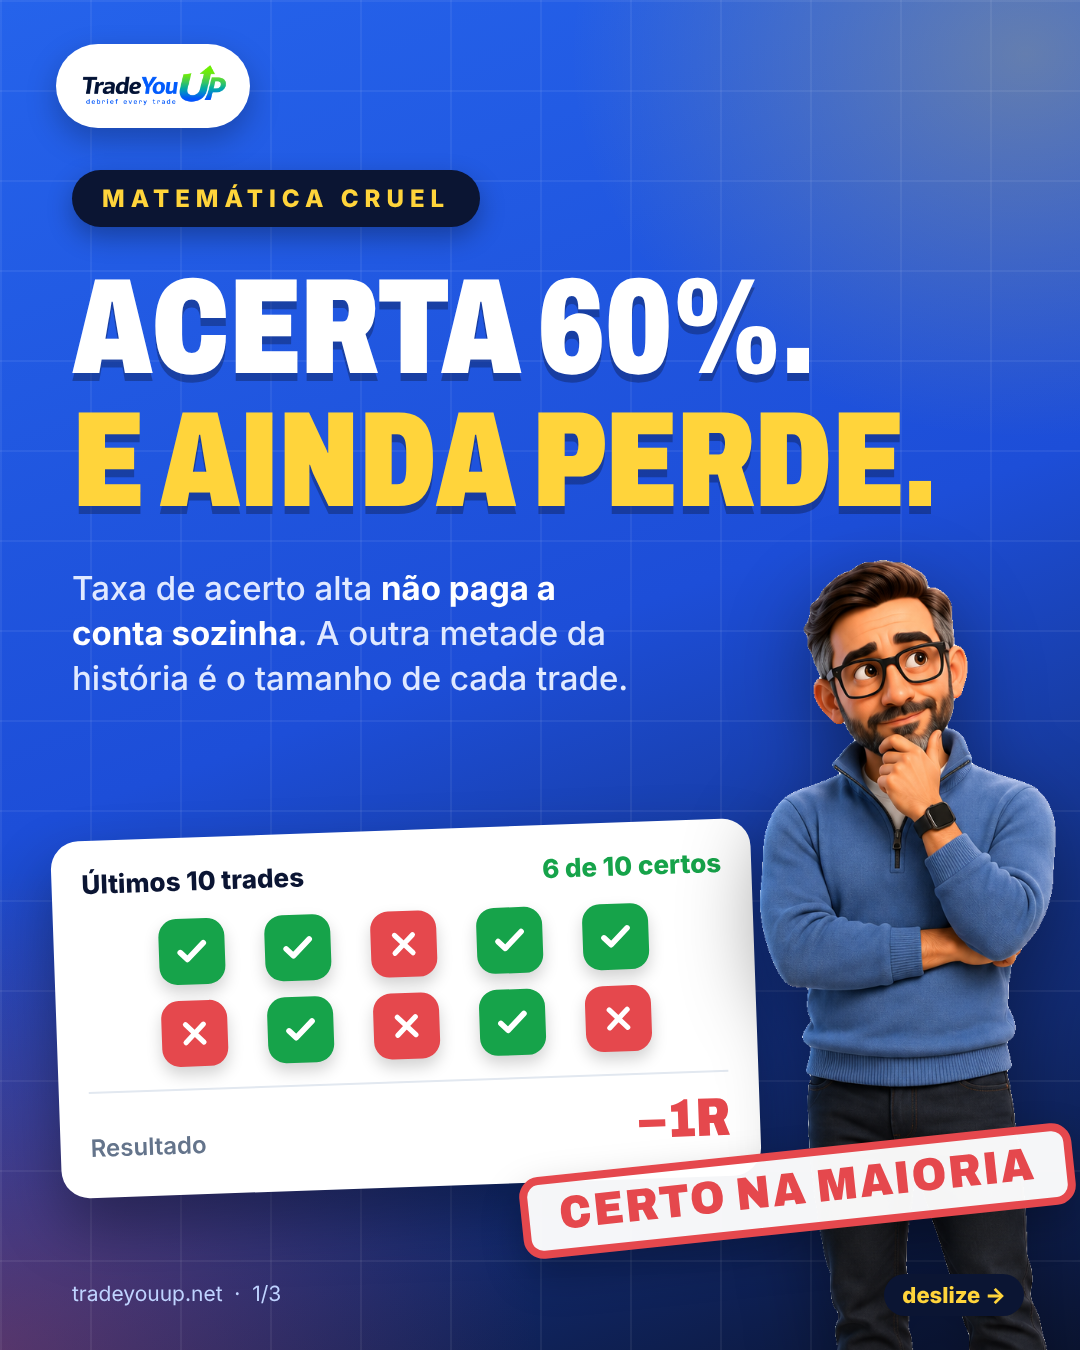 TradeYouUP
debrief every trade
MATEMÁTICA CRUEL
ACERTA 60%.
E AINDA PERDE.
Taxa de acerto alta não paga a
conta sozinha. A outra metade da
história é o tamanho de cada trade.
Últimos 10 trades
6 de 10 certos
Resultado
–1R
CERTO NA MAIORIA
tradeyouup.net · 1/3
deslize →